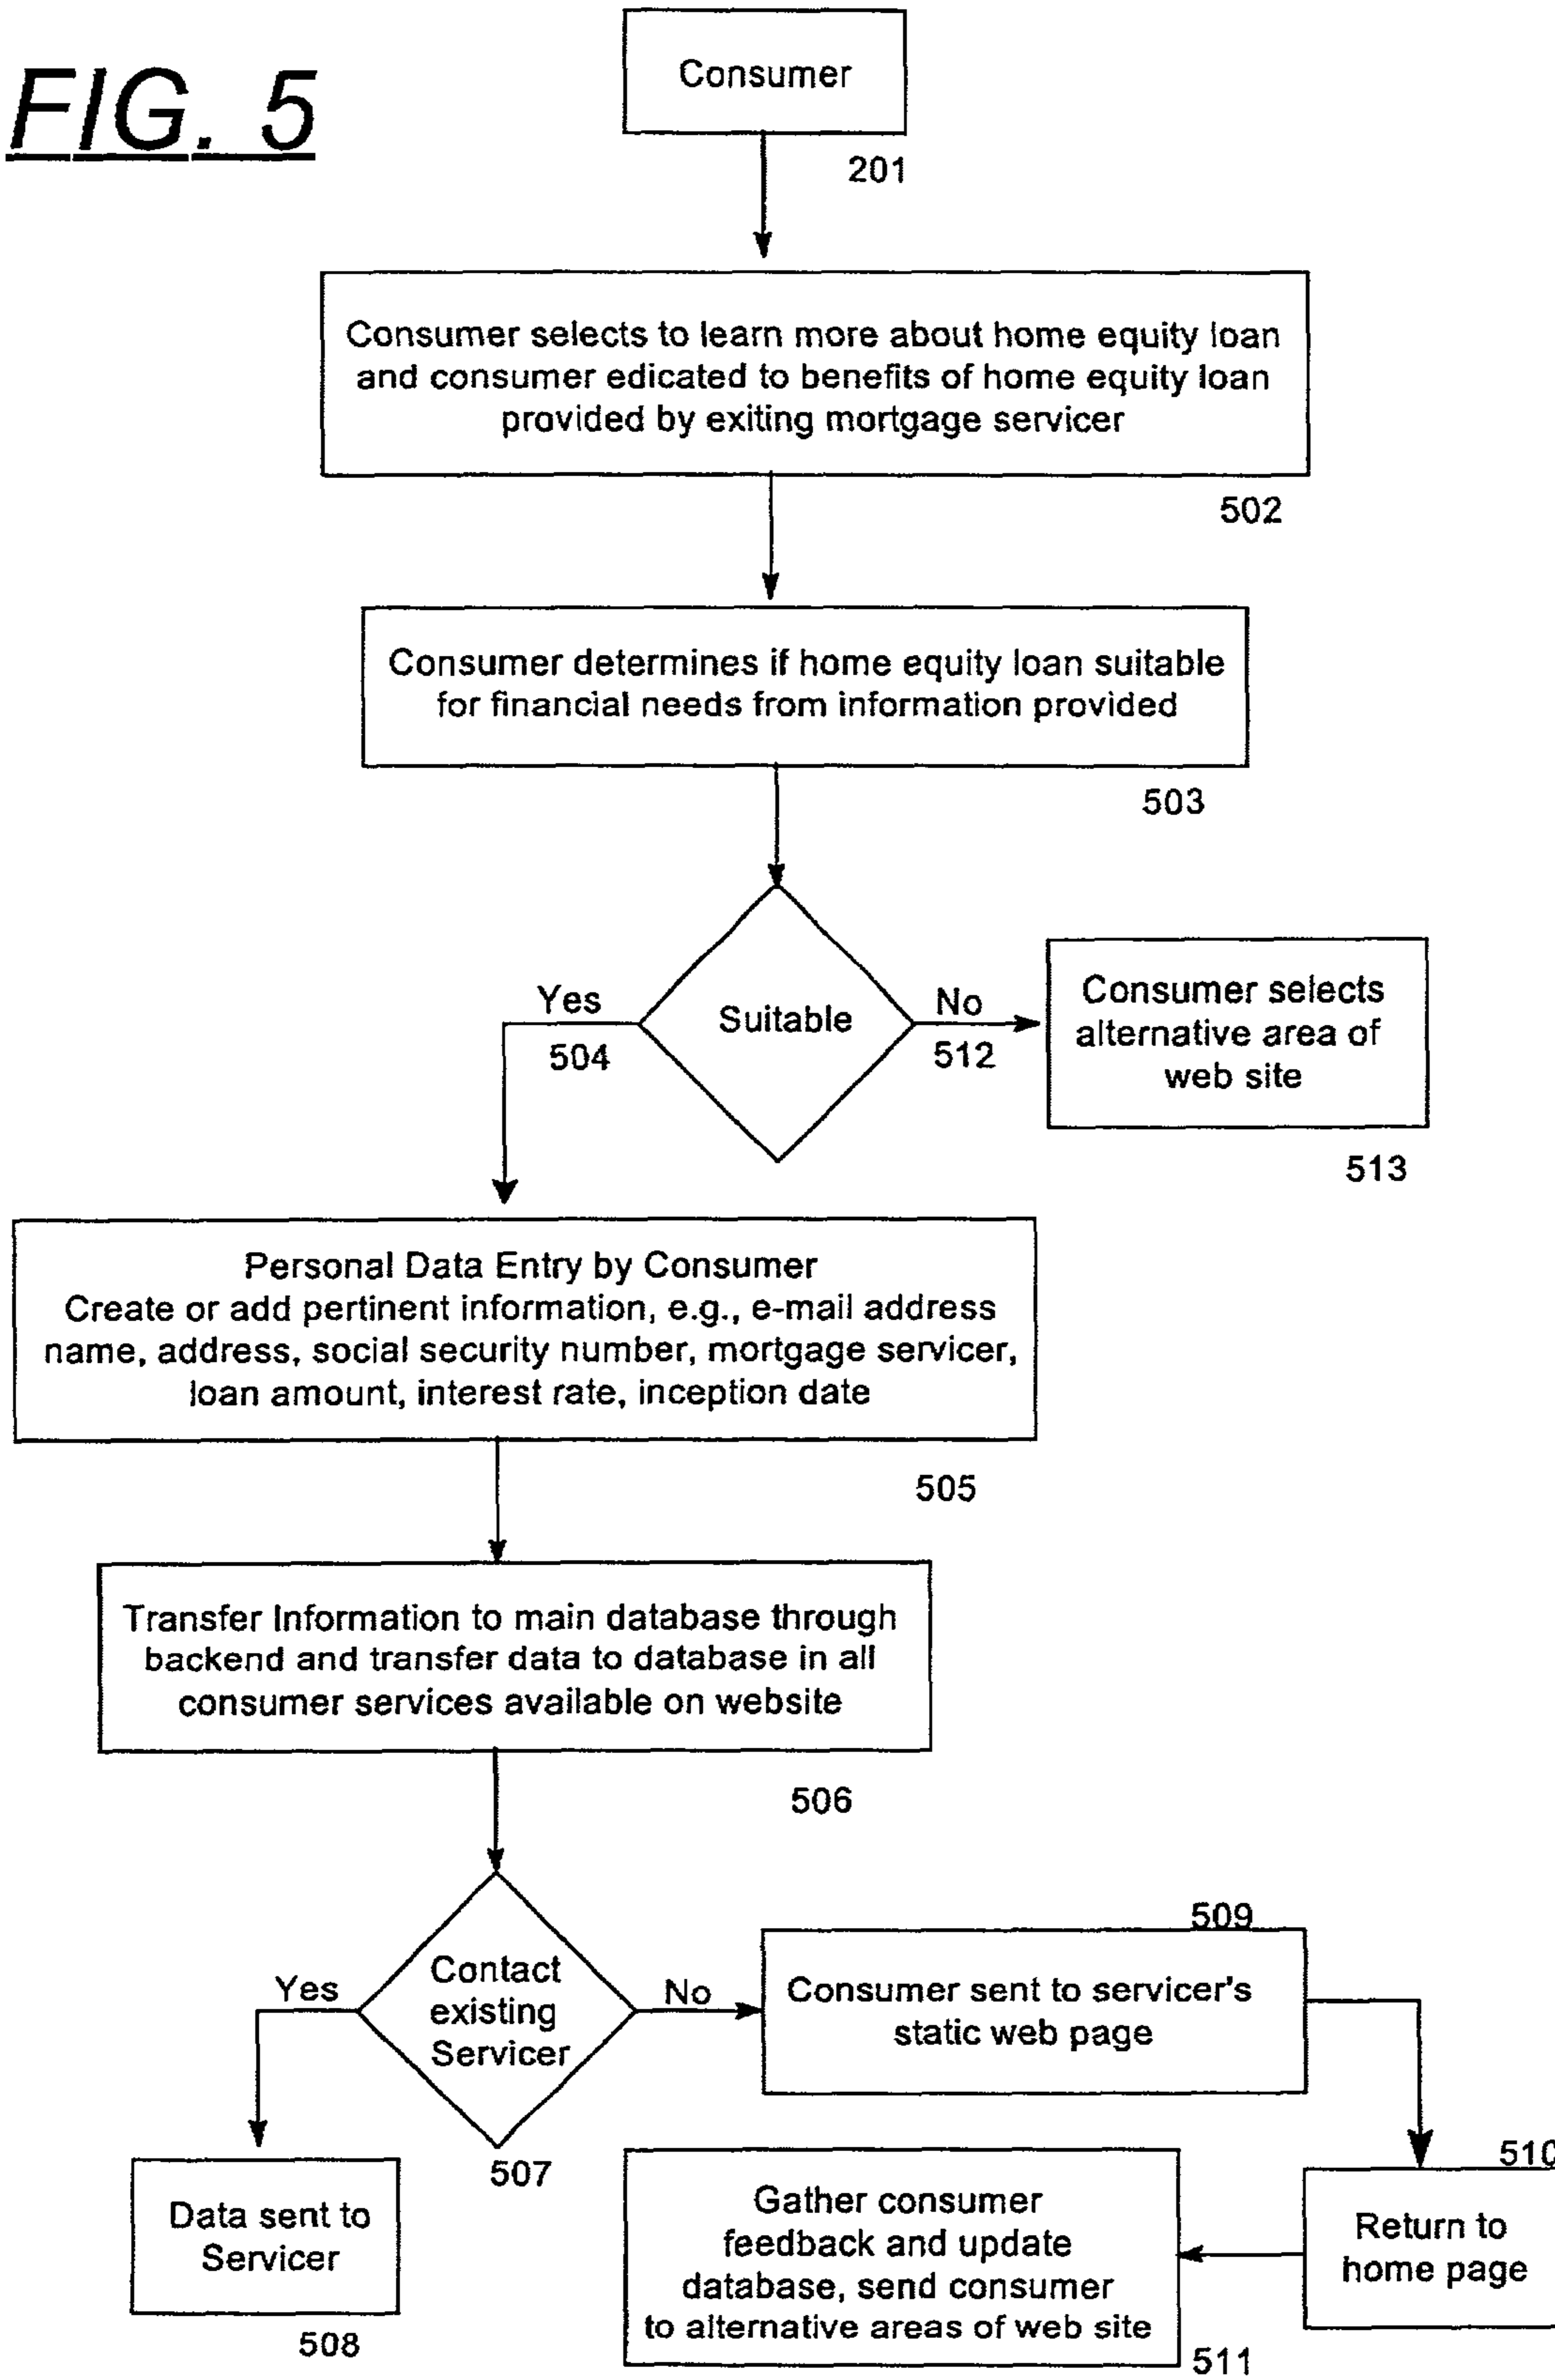 FIG. 5
Consumer
201
Consumer selects to learn more about home equity loan
and consumer edicated to benefits of home equity loan
provided by exiting mortgage servicer
502
Consumer determines if home equity loan suitable
for financial needs from information provided
503
Yes
504
Suitable
No
512
Consumer selects
alternative area of
web site
513
Personal Data Entry by Consumer
Create or add pertinent information, e.g., e-mail address
name, address, social security number, mortgage servicer,
loan amount, interest rate, inception date
505
Transfer Information to main database through
backend and transfer data to database in all
consumer services available on website
506
Yes
Contact
existing
Servicer
507
No
509
Consumer sent to servicer's
static web page
Data sent to
Servicer
508
510
Return to
home page
Gather consumer
feedback and update
database, send consumer
to alternative areas of web site
511